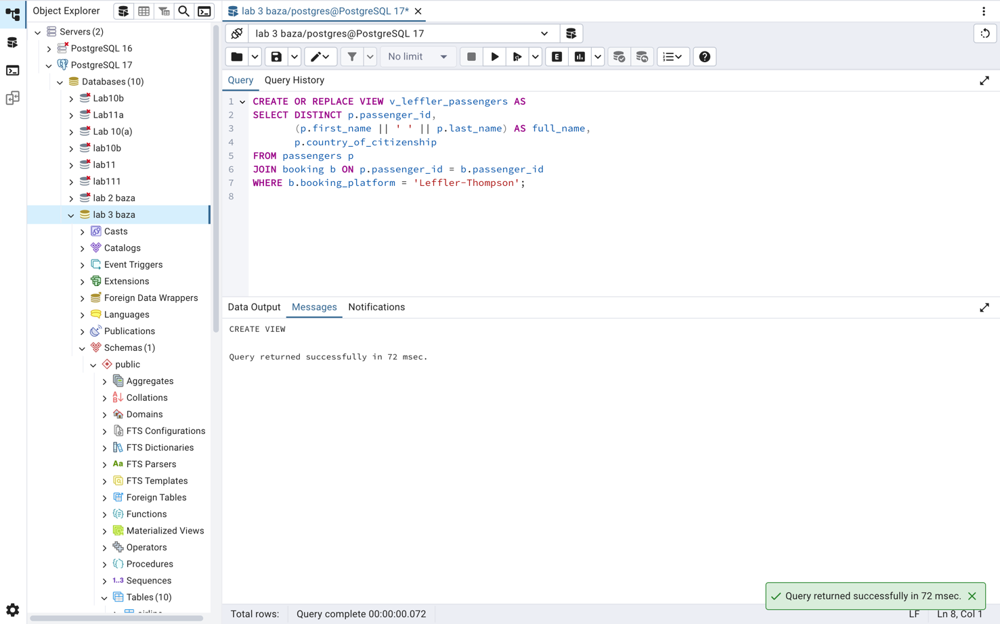 Object Explorer
lab 3 baza/postgres@PostgreSQL 17*
Servers (2)
PostgreSQL 16
PostgreSQL 17
Databases (10)
Lab10b
Lab11a
Lab 10(a)
lab10b
lab11
lab111
lab 2 baza
lab 3 baza
Casts
Catalogs
Event Triggers
Extensions
Foreign Data Wrappers
Languages
Publications
Schemas (1)
public
Aggregates
Collations
Domains
FTS Configurations
FTS Dictionaries
Aa FTS Parsers
FTS Templates
Foreign Tables
Functions
Materialized Views
Operators
Procedures
1..3 Sequences
Tables (10)
lab 3 baza/postgres@PostgreSQL 17
No limit
E
Query Query History
1 CREATE OR REPLACE VIEW v_leffler_passengers AS
2 SELECT DISTINCT p.passenger_id,
3 (p.first_name || ' ' || p.last_name) AS full_name,
4 p.country_of_citizenship
5 FROM passengers p
6 JOIN booking b ON p.passenger_id = b.passenger_id
7 WHERE b.booking_platform = 'Leffler-Thompson';
8
Data Output Messages Notifications
CREATE VIEW
Query returned successfully in 72 msec.
Query returned successfully in 72 msec.
Total rows: Query complete 00:00:00.072 LF Ln 8, Col 1